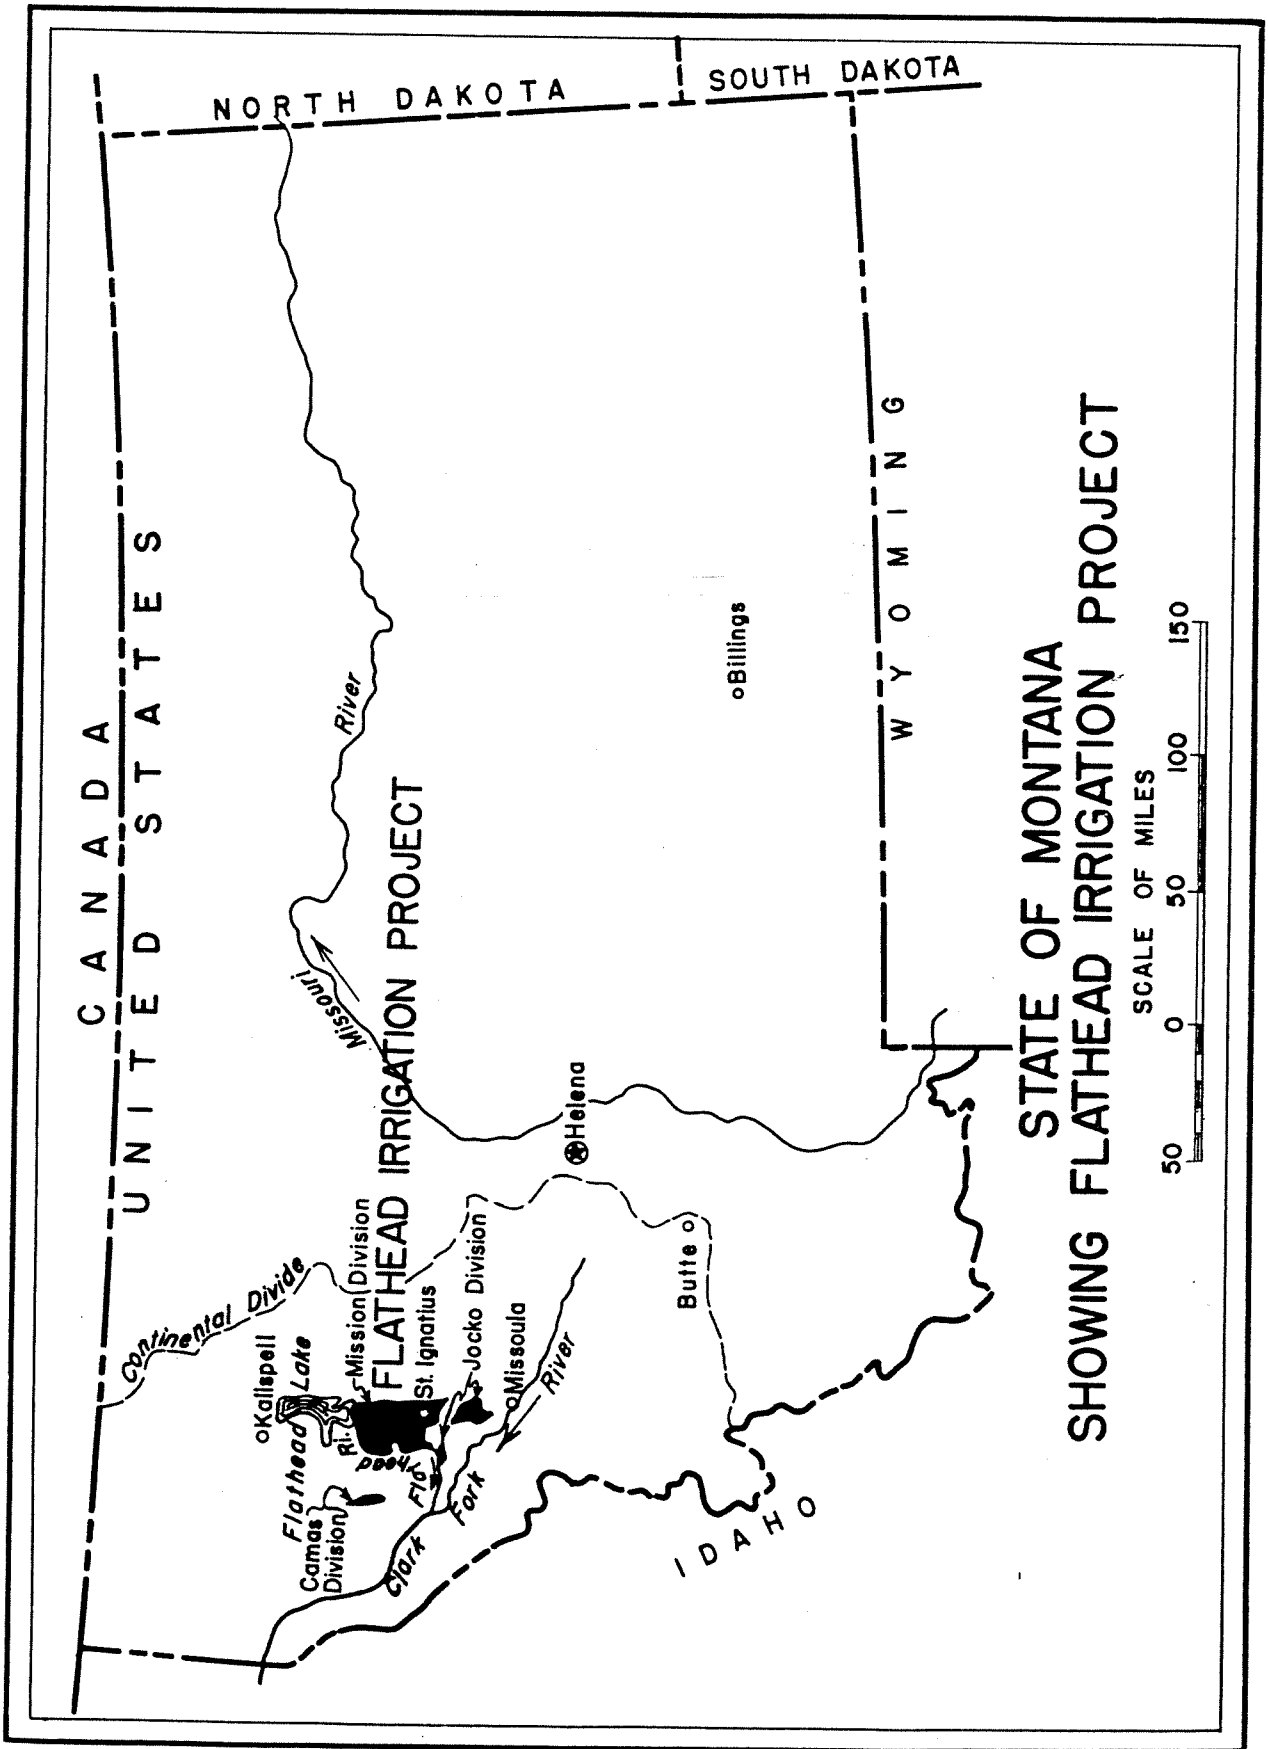 CANADA
UNITED STATES
NORTH DAKOTA
SOUTH DAKOTA
Continental Divide
Kalispell
Flathead Lake
Camas
Division
Mission Division
FLATHEAD IRRIGATION PROJECT
St. Ignatius
Jocko Division
Flathead Ri.
Missoula
Clark Fork River
Missouri River
Helena
Butte
Billings
WYOMING
IDAHO
STATE OF MONTANA
SHOWING FLATHEAD IRRIGATION PROJECT
SCALE OF MILES
50 0 50 100 150